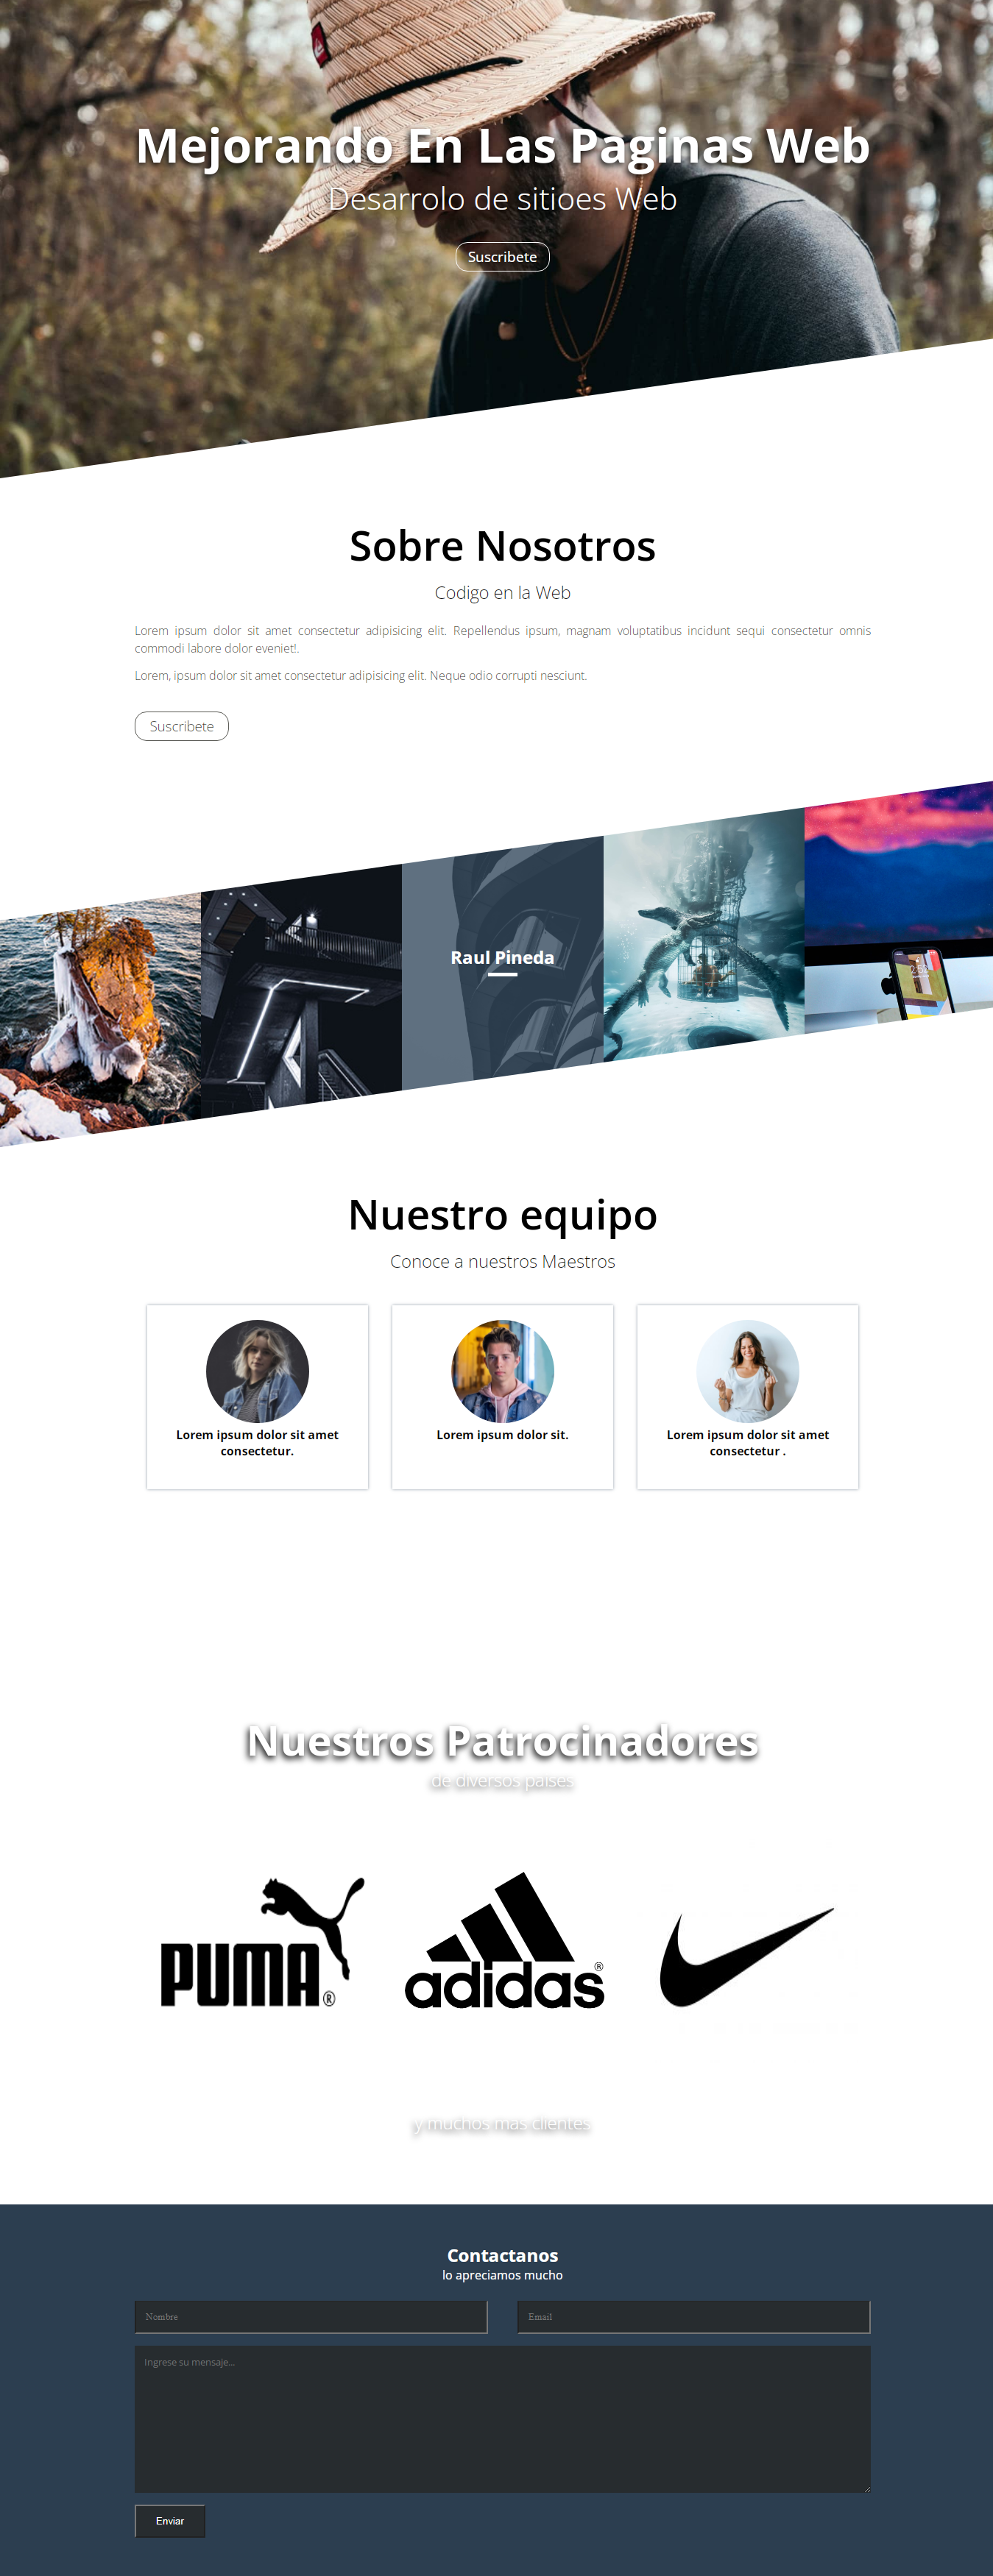 Mejorando En Las Paginas Web
Desarrolo de sitioes Web
Suscribete
Sobre Nosotros
Codigo en la Web
Lorem ipsum dolor sit amet consectetur adipisicing elit. Repellendus ipsum, magnam voluptatibus incidunt sequi consectetur omnis
commodi labore dolor eveniet!.
Lorem, ipsum dolor sit amet consectetur adipisicing elit. Neque odio corrupti nesciunt.
Suscribete
Raul Pineda
Nuestro equipo
Conoce a nuestros Maestros
Lorem ipsum dolor sit amet
consectetur.
Lorem ipsum dolor sit.
Lorem ipsum dolor sit amet
consectetur .
Nuestros Patrocinadores
de diversos paises
PUMA®
adidas®
y muchos mas clientes
Contactanos
lo apreciamos mucho
Nombre
Email
Ingrese su mensaje...
Enviar